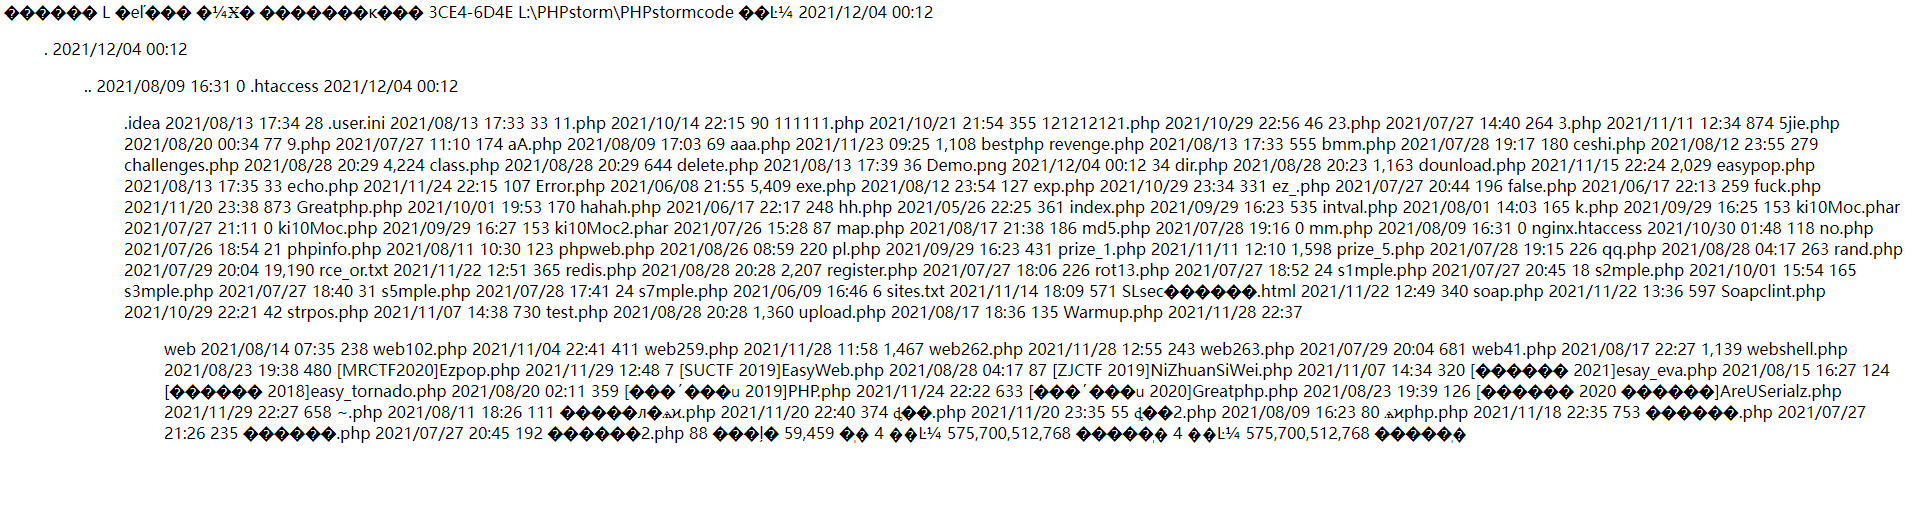 ������ L �еľ��� �¼Ӿ� �������к��� 3CE4-6D4E L:\PHPstorm\PHPstormcode ��Ŀ¼ 2021/12/04 00:12
. 2021/12/04 00:12
.. 2021/08/09 16:31 0 .htaccess 2021/12/04 00:12
.idea 2021/08/13 17:34 28 .user.ini 2021/08/13 17:33 33 11.php 2021/10/14 22:15 90 111111.php 2021/10/21 21:54 355 121212121.php 2021/10/29 22:56 46 23.php 2021/07/27 14:40 264 3.php 2021/11/11 12:34 874 5jie.php
2021/08/20 00:34 77 9.php 2021/07/27 11:10 174 aA.php 2021/08/09 17:03 69 aaa.php 2021/11/23 09:25 1,108 bestphp revenge.php 2021/08/13 17:33 555 bmm.php 2021/07/28 19:17 180 ceshi.php 2021/08/12 23:55 279
challenges.php 2021/08/28 20:29 4,224 class.php 2021/08/28 20:29 644 delete.php 2021/08/13 17:39 36 Demo.png 2021/12/04 00:12 34 dir.php 2021/08/28 20:23 1,163 dounload.php 2021/11/15 22:24 2,029 easypop.php
2021/08/13 17:35 33 echo.php 2021/11/24 22:15 107 Error.php 2021/06/08 21:55 5,409 exe.php 2021/08/12 23:54 127 exp.php 2021/10/29 23:34 331 ez_.php 2021/07/27 20:44 196 false.php 2021/06/17 22:13 259 fuck.php
2021/11/20 23:38 873 Greatphp.php 2021/10/01 19:53 170 hahah.php 2021/06/17 22:17 248 hh.php 2021/05/26 22:25 361 index.php 2021/09/29 16:23 535 intval.php 2021/08/01 14:03 165 k.php 2021/09/29 16:25 153 ki10Moc.phar
2021/07/27 21:11 0 ki10Moc.php 2021/09/29 16:27 153 ki10Moc2.phar 2021/07/26 15:28 87 map.php 2021/08/17 21:38 186 md5.php 2021/07/28 19:16 0 mm.php 2021/08/09 16:31 0 nginx.htaccess 2021/10/30 01:48 118 no.php
2021/07/26 18:54 21 phpinfo.php 2021/08/11 10:30 123 phpweb.php 2021/08/26 08:59 220 pl.php 2021/09/29 16:23 431 prize_1.php 2021/11/11 12:10 1,598 prize_5.php 2021/07/28 19:15 226 qq.php 2021/08/28 04:17 263 rand.php
2021/07/29 20:04 19,190 rce_or.txt 2021/11/22 12:51 365 redis.php 2021/08/28 20:28 2,207 register.php 2021/07/27 18:06 226 rot13.php 2021/07/27 18:52 24 s1mple.php 2021/07/27 20:45 18 s2mple.php 2021/10/01 15:54 165
s3mple.php 2021/07/27 18:40 31 s5mple.php 2021/07/28 17:41 24 s7mple.php 2021/06/09 16:46 6 sites.txt 2021/11/14 18:09 571 SLsec������.html 2021/11/22 12:49 340 soap.php 2021/11/22 13:36 597 Soapclint.php
2021/10/29 22:21 42 strpos.php 2021/11/07 14:38 730 test.php 2021/08/28 20:28 1,360 upload.php 2021/08/17 18:36 135 Warmup.php 2021/11/28 22:37
web 2021/08/14 07:35 238 web102.php 2021/11/04 22:41 411 web259.php 2021/11/28 11:58 1,467 web262.php 2021/11/28 12:55 243 web263.php 2021/07/29 20:04 681 web41.php 2021/08/17 22:27 1,139 webshell.php
2021/08/23 19:38 480 [MRCTF2020]Ezpop.php 2021/11/29 12:48 7 [SUCTF 2019]EasyWeb.php 2021/08/28 04:17 87 [ZJCTF 2019]NiZhuanSiWei.php 2021/11/07 14:34 320 [������ 2021]esay_eva.php 2021/08/15 16:27 124
[������ 2018]easy_tornado.php 2021/08/20 02:11 359 [���´���u 2019]PHP.php 2021/11/24 22:22 633 [���´���u 2020]Greatphp.php 2021/08/23 19:39 126 [������ 2020 ������]AreUSerialz.php
2021/11/29 22:27 658 ~.php 2021/08/11 18:26 111 �����л�ѧϰ.php 2021/11/20 22:40 374 ȡ��.php 2021/11/20 23:35 55 ȡ��2.php 2021/08/09 16:23 80 ѧϰphp.php 2021/11/18 22:35 753 ������.php 2021/07/27
21:26 235 ������.php 2021/07/27 20:45 192 ������2.php 88 ���ļ� 59,459 �ֽ� 4 ��Ŀ¼ 575,700,512,768 �����ֽ� 4 ��Ŀ¼ 575,700,512,768 �����ֽ�